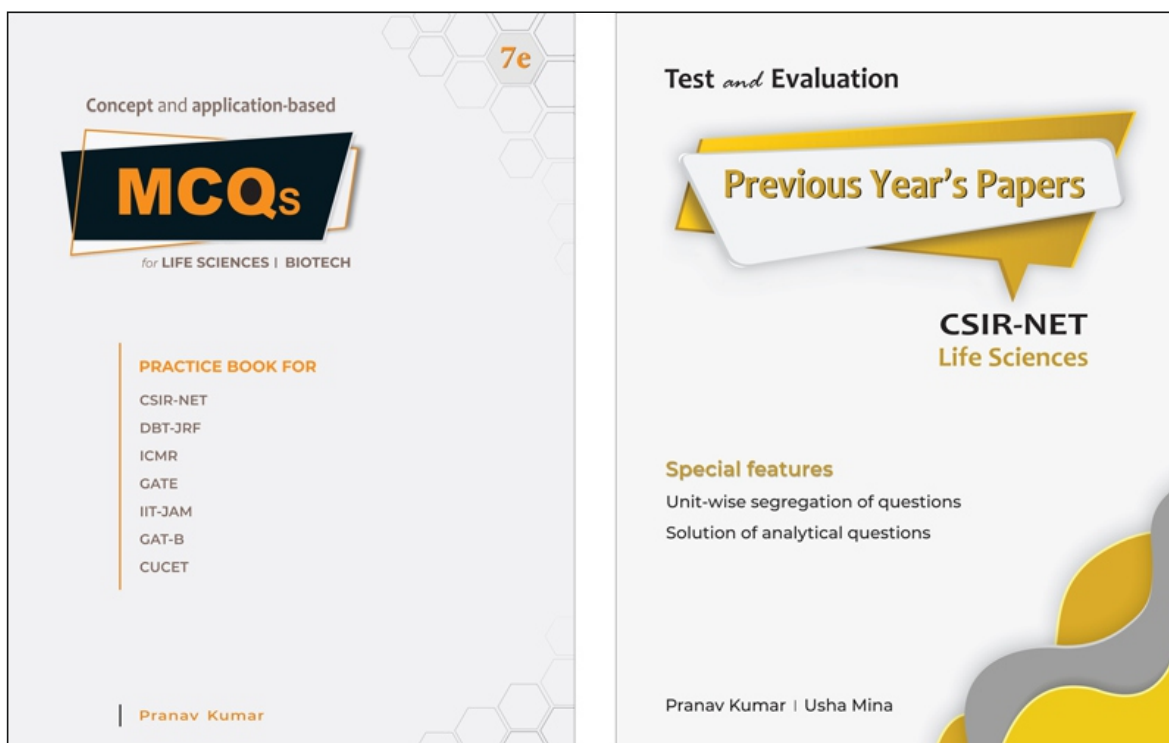 7e
Concept and application-based
MCQs
for LIFE SCIENCES | BIOTECH
PRACTICE BOOK FOR
CSIR-NET
DBT-JRF
ICMR
GATE
IIT-JAM
GAT-B
CUCET
Pranav Kumar
Test and Evaluation
Previous Year's Papers
CSIR-NET
Life Sciences
Special features
Unit-wise segregation of questions
Solution of analytical questions
Pranav Kumar | Usha Mina